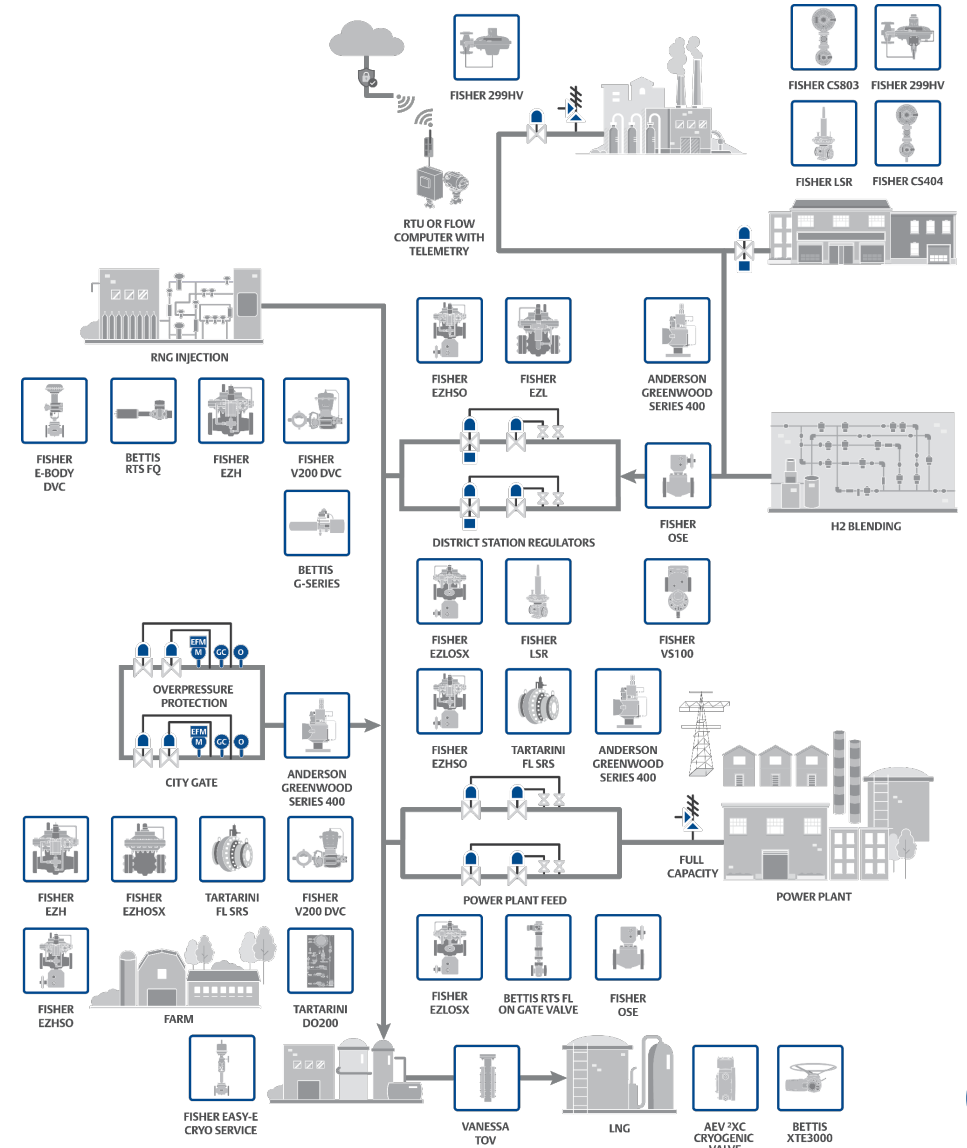 FISHER 299HV
FISHER CS803
FISHER 299HV
FISHER LSR
FISHER CS404
RTU OR FLOW
COMPUTER WITH
TELEMETRY
RNG INJECTION
FISHER
E-BODY
DVC
BETTIS
RTS FQ
FISHER
EZH
FISHER
V200 DVC
BETTIS
G-SERIES
FISHER
EZHSO
FISHER
EZL
ANDERSON
GREENWOOD
SERIES 400
DISTRICT STATION REGULATORS
FISHER
OSE
H2 BLENDING
FISHER
EZLOSX
FISHER
LSR
FISHER
VS100
EFM
M
GC
O
OVERPRESSURE
PROTECTION
EFM
M
GC
O
CITY GATE
ANDERSON
GREENWOOD
SERIES 400
FISHER
EZHSO
TARTARINI
FL SRS
ANDERSON
GREENWOOD
SERIES 400
FULL
CAPACITY
POWER PLANT
POWER PLANT FEED
FISHER
EZH
FISHER
EZHOSX
TARTARINI
FL SRS
FISHER
V200 DVC
FISHER
EZHSO
FARM
TARTARINI
DO200
FISHER
EZLOSX
BETTIS RTS FL
ON GATE VALVE
FISHER
OSE
FISHER EASY-E
CRYO SERVICE
VANESSA
TOV
LNG
AEV ²XC
CRYOGENIC
VALVE
BETTIS
XTE3000